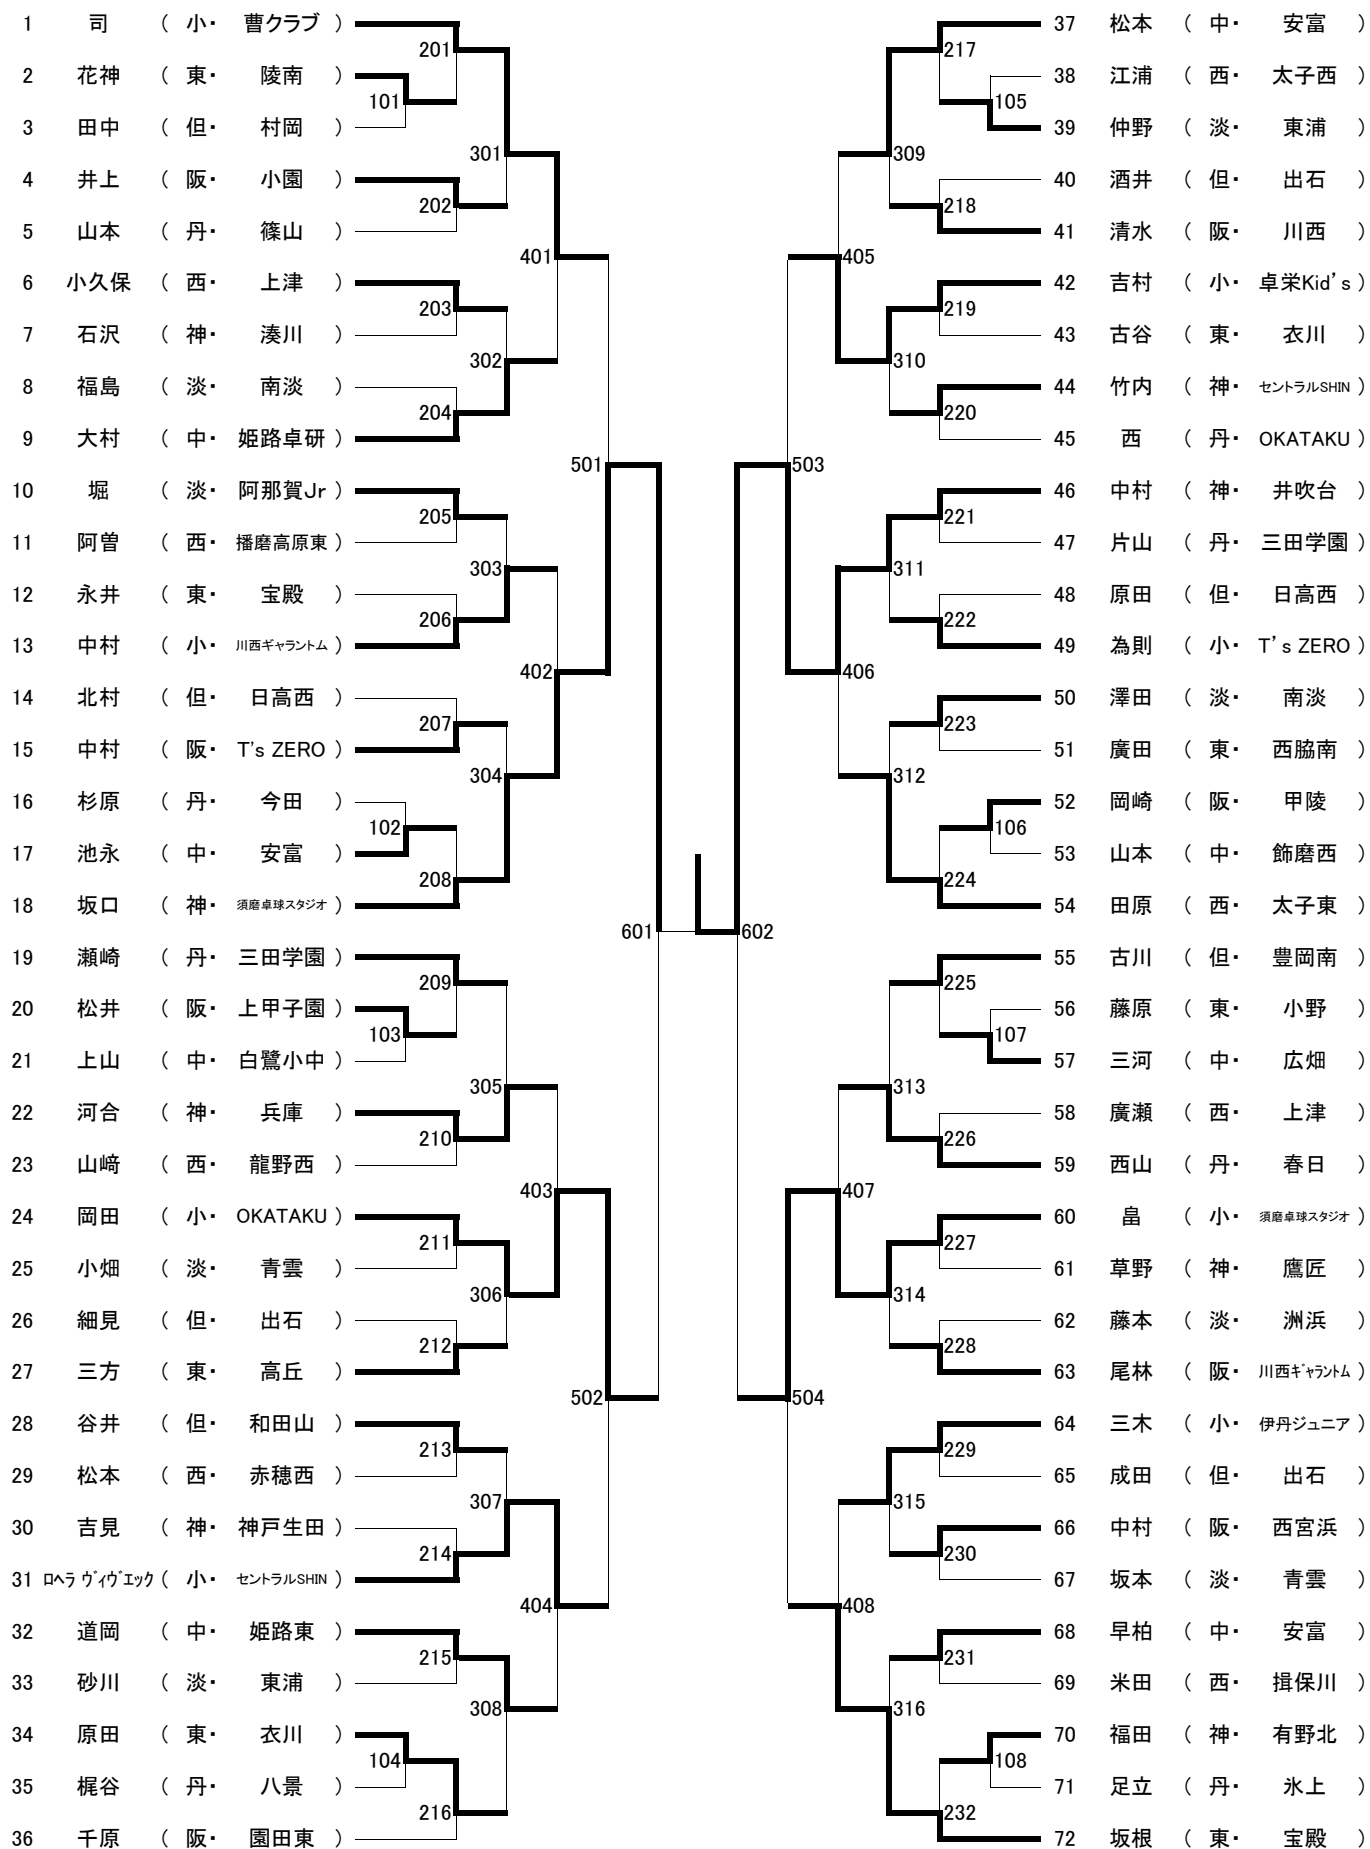 1 司 ( 小・ 曹クラブ )
201
2 花神 ( 東・ 陵南 )
101
3 田中 ( 但・ 村岡 )
301
4 井上 ( 阪・ 小園 )
202
5 山本 ( 丹・ 篠山 )
401
6 小久保 ( 西・ 上津 )
203
7 石沢 ( 神・ 湊川 )
302
8 福島 ( 淡・ 南淡 )
204
9 大村 ( 中・ 姫路卓研 )
501
10 堀 ( 淡・ 阿那賀Jr )
205
11 阿曽 ( 西・ 播磨高原東 )
303
12 永井 ( 東・ 宝殿 )
206
13 中村 ( 小・ 川西ギャラントム )
402
14 北村 ( 但・ 日高西 )
207
15 中村 ( 阪・ T's ZERO )
304
16 杉原 ( 丹・ 今田 )
102
17 池永 ( 中・ 安富 )
208
18 坂口 ( 神・ 須磨卓球スタジオ )
601
19 瀬崎 ( 丹・ 三田学園 )
209
20 松井 ( 阪・ 上甲子園 )
103
21 上山 ( 中・ 白鷺小中 )
305
22 河合 ( 神・ 兵庫 )
210
23 山﨑 ( 西・ 龍野西 )
403
24 岡田 ( 小・ OKATAKU )
211
25 小畑 ( 淡・ 青雲 )
306
26 細見 ( 但・ 出石 )
212
27 三方 ( 東・ 高丘 )
502
28 谷井 ( 但・ 和田山 )
213
29 松本 ( 西・ 赤穂西 )
307
30 吉見 ( 神・ 神戸生田 )
214
31 ロヘラ ヴィヴェック ( 小・ セントラルSHIN )
404
32 道岡 ( 中・ 姫路東 )
215
33 砂川 ( 淡・ 東浦 )
308
34 原田 ( 東・ 衣川 )
104
35 梶谷 ( 丹・ 八景 )
216
36 千原 ( 阪・ 園田東 )
37 松本 ( 中・ 安富 )
217
38 江浦 ( 西・ 太子西 )
105
39 仲野 ( 淡・ 東浦 )
309
40 酒井 ( 但・ 出石 )
218
41 清水 ( 阪・ 川西 )
405
42 吉村 ( 小・ 卓栄Kid's )
219
43 古谷 ( 東・ 衣川 )
310
44 竹内 ( 神・ セントラルSHIN )
220
45 西 ( 丹・ OKATAKU )
503
46 中村 ( 神・ 井吹台 )
221
47 片山 ( 丹・ 三田学園 )
311
48 原田 ( 但・ 日高西 )
222
49 為則 ( 小・ T's ZERO )
406
50 澤田 ( 淡・ 南淡 )
223
51 廣田 ( 東・ 西脇南 )
312
52 岡崎 ( 阪・ 甲陵 )
106
53 山本 ( 中・ 飾磨西 )
224
54 田原 ( 西・ 太子東 )
602
55 古川 ( 但・ 豊岡南 )
225
56 藤原 ( 東・ 小野 )
107
57 三河 ( 中・ 広畑 )
313
58 廣瀬 ( 西・ 上津 )
226
59 西山 ( 丹・ 春日 )
407
60 畠 ( 小・ 須磨卓球スタジオ )
227
61 草野 ( 神・ 鷹匠 )
314
62 藤本 ( 淡・ 洲浜 )
228
63 尾林 ( 阪・ 川西ギャラントム )
504
64 三木 ( 小・ 伊丹ジュニア )
229
65 成田 ( 但・ 出石 )
315
66 中村 ( 阪・ 西宮浜 )
230
67 坂本 ( 淡・ 青雲 )
408
68 早柏 ( 中・ 安富 )
231
69 米田 ( 西・ 揖保川 )
316
70 福田 ( 神・ 有野北 )
108
71 足立 ( 丹・ 氷上 )
232
72 坂根 ( 東・ 宝殿 )